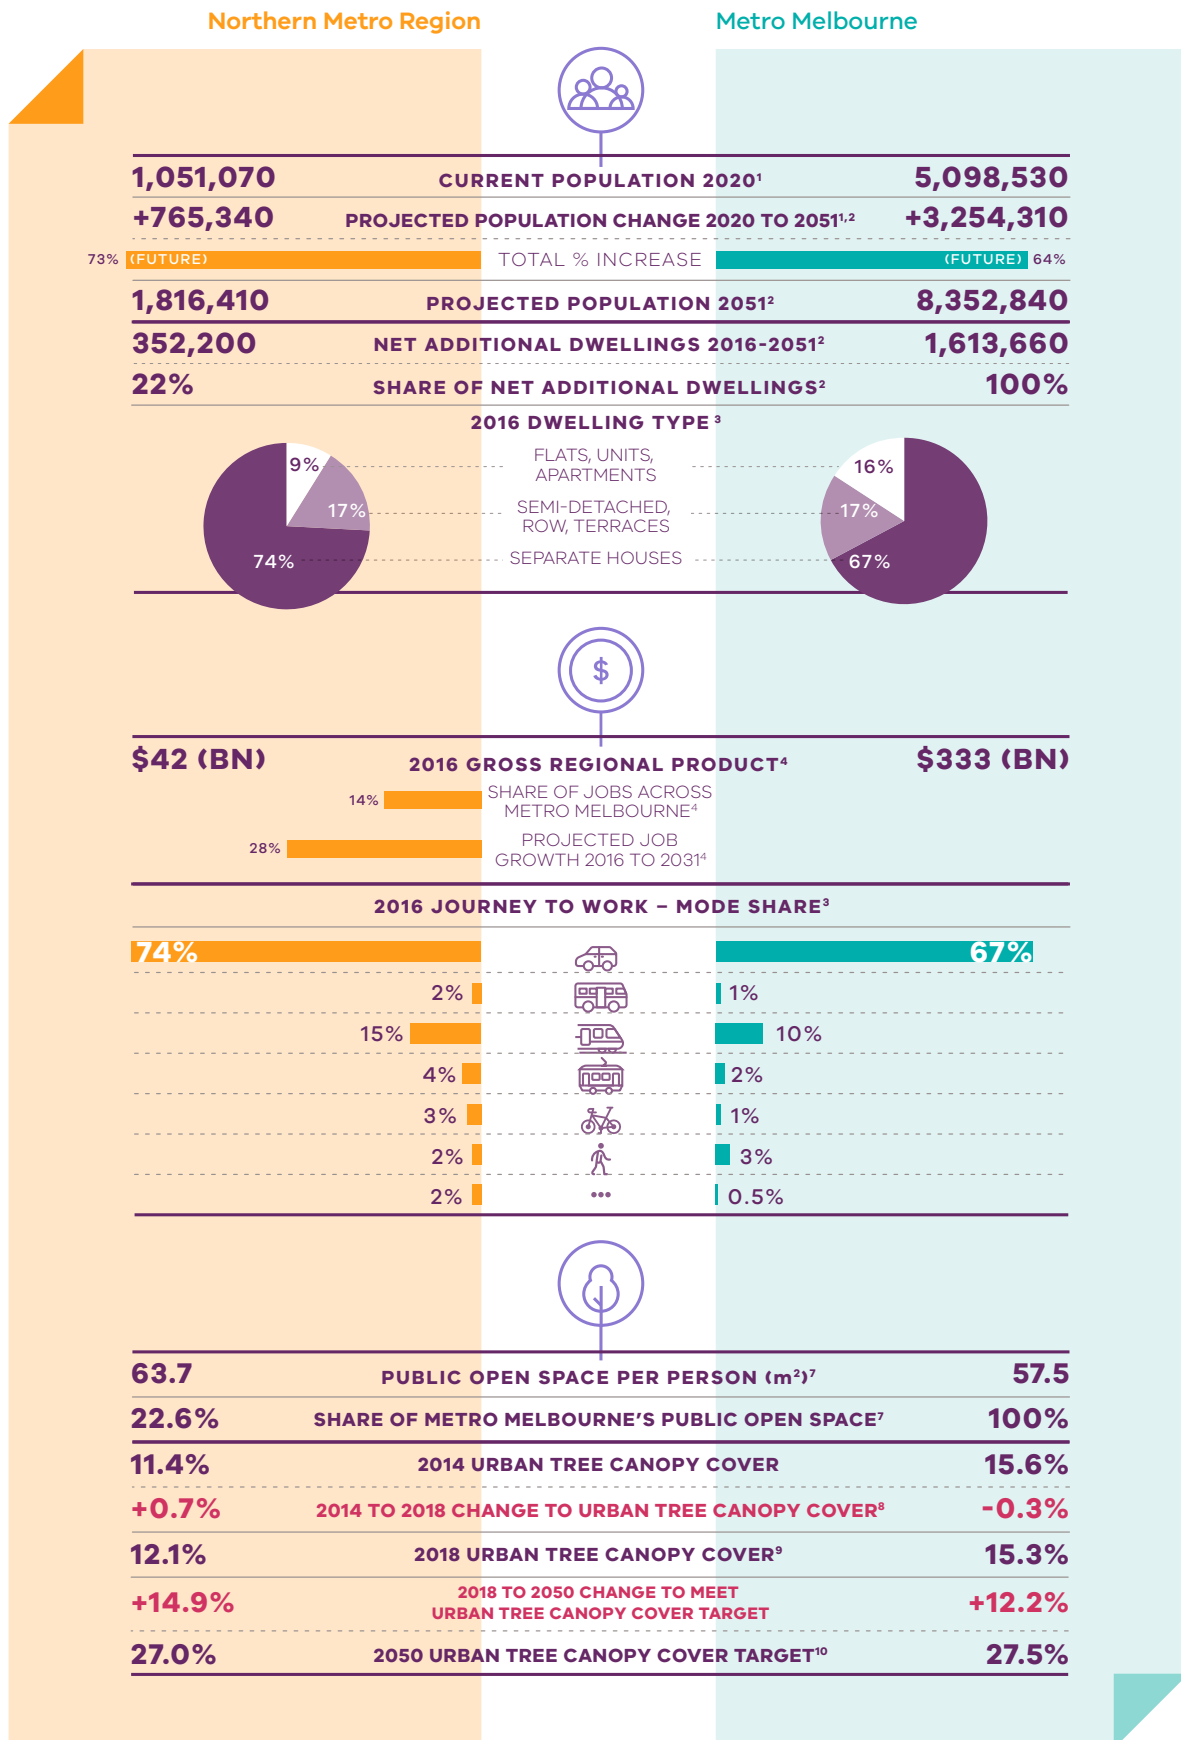 Northern Metro Region
Metro Melbourne
1,051,070 CURRENT POPULATION 2020¹ 5,098,530
+765,340 PROJECTED POPULATION CHANGE 2020 TO 2051¹,² +3,254,310
73% (FUTURE) TOTAL % INCREASE (FUTURE) 64%
1,816,410 PROJECTED POPULATION 2051² 8,352,840
352,200 NET ADDITIONAL DWELLINGS 2016-2051² 1,613,660
22% SHARE OF NET ADDITIONAL DWELLINGS² 100%
2016 DWELLING TYPE ³
9% FLATS, UNITS, 16%
APARTMENTS
17% SEMI-DETACHED, 17%
ROW, TERRACES
74% SEPARATE HOUSES 67%
$
$42 (BN) 2016 GROSS REGIONAL PRODUCT⁴ $333 (BN)
14% SHARE OF JOBS ACROSS
METRO MELBOURNE⁴
28% PROJECTED JOB
GROWTH 2016 TO 2031⁴
2016 JOURNEY TO WORK – MODE SHARE³
74% 67%
2% 1%
15% 10%
4% 2%
3% 1%
2% 3%
2% 0.5%
63.7 PUBLIC OPEN SPACE PER PERSON (m²)⁷ 57.5
22.6% SHARE OF METRO MELBOURNE'S PUBLIC OPEN SPACE⁷ 100%
11.4% 2014 URBAN TREE CANOPY COVER 15.6%
+0.7% 2014 TO 2018 CHANGE TO URBAN TREE CANOPY COVER⁸ -0.3%
12.1% 2018 URBAN TREE CANOPY COVER⁹ 15.3%
+14.9% 2018 TO 2050 CHANGE TO MEET +12.2%
URBAN TREE CANOPY COVER TARGET
27.0% 2050 URBAN TREE CANOPY COVER TARGET¹⁰ 27.5%